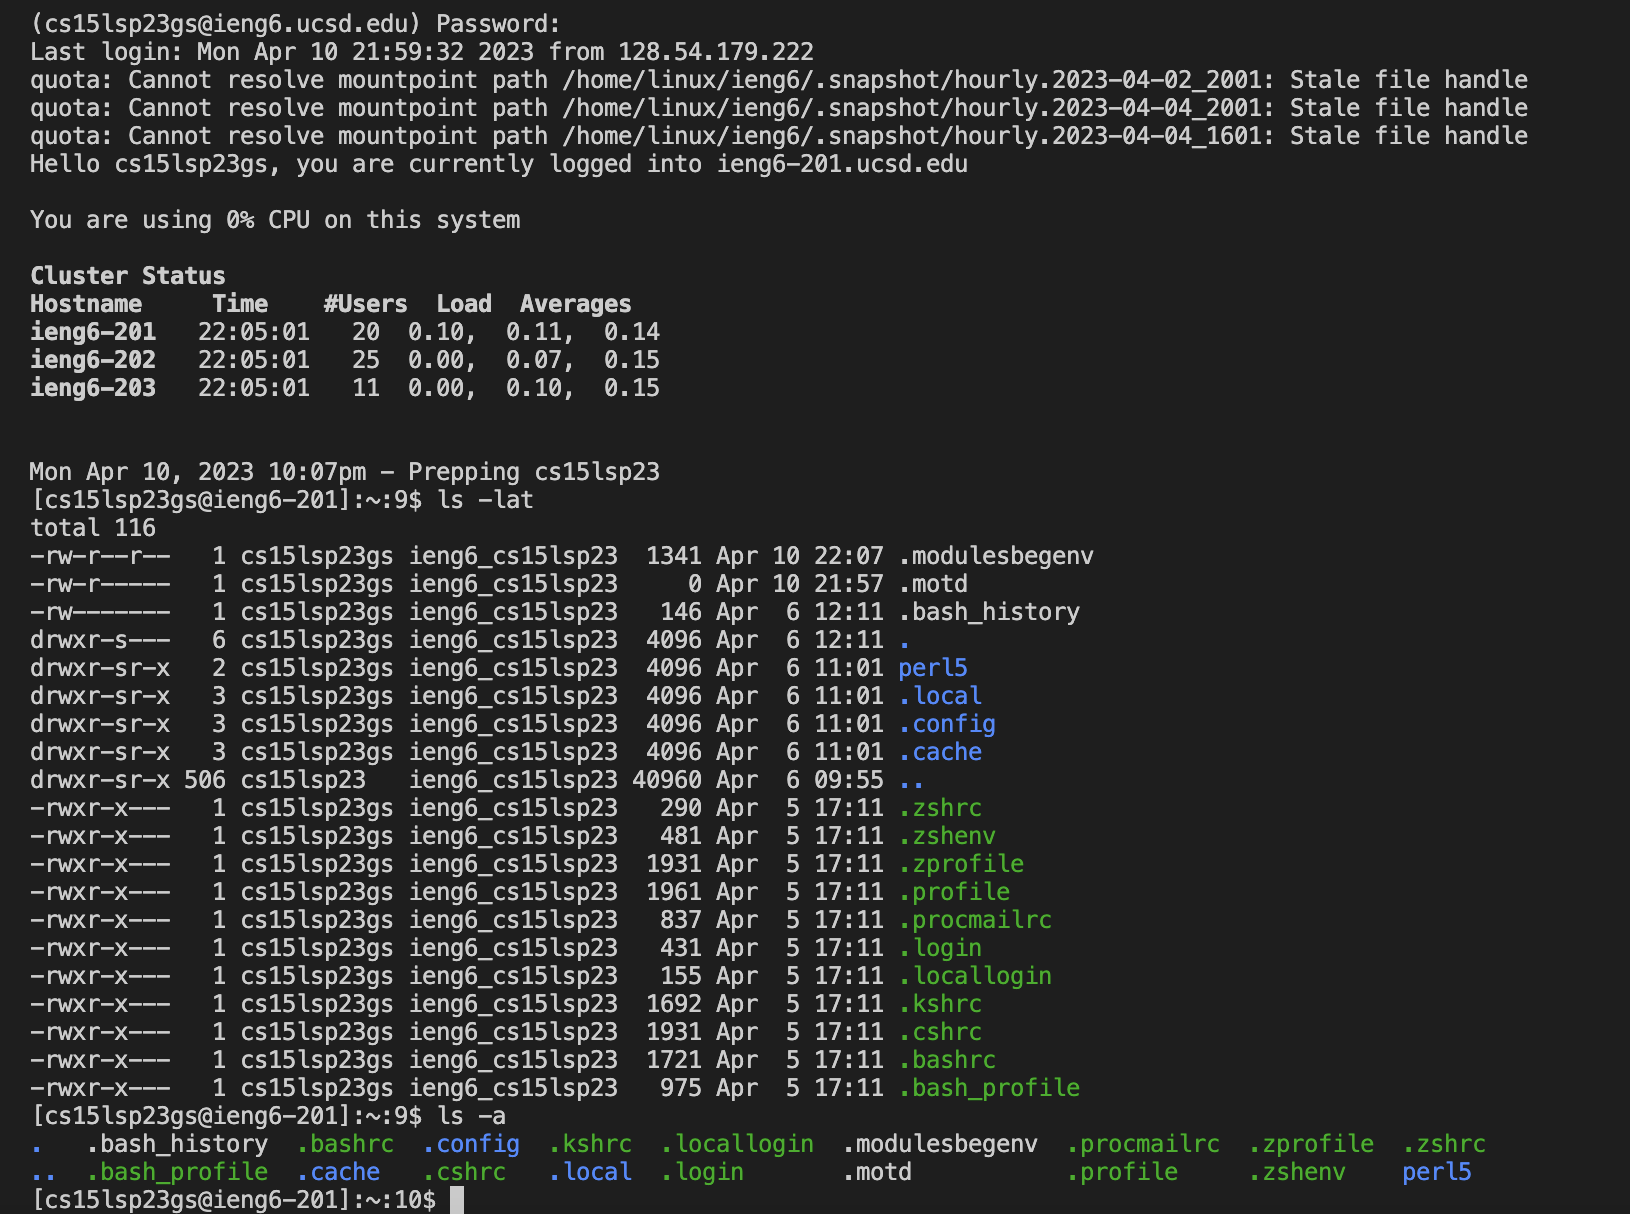 (cs15lsp23gs@ieng6.ucsd.edu) Password:
Last login: Mon Apr 10 21:59:32 2023 from 128.54.179.222
quota: Cannot resolve mountpoint path /home/linux/ieng6/.snapshot/hourly.2023-04-02_2001: Stale file handle
quota: Cannot resolve mountpoint path /home/linux/ieng6/.snapshot/hourly.2023-04-04_2001: Stale file handle
quota: Cannot resolve mountpoint path /home/linux/ieng6/.snapshot/hourly.2023-04-04_1601: Stale file handle
Hello cs15lsp23gs, you are currently logged into ieng6-201.ucsd.edu
You are using 0% CPU on this system
Cluster Status
Hostname     Time    #Users  Load  Averages
ieng6-201   22:05:01   20  0.10,  0.11,  0.14
ieng6-202   22:05:01   25  0.00,  0.07,  0.15
ieng6-203   22:05:01   11  0.00,  0.10,  0.15
Mon Apr 10, 2023 10:07pm - Prepping cs15lsp23
[cs15lsp23gs@ieng6-201]:~:9$ ls -lat
total 116
-rw-r--r--   1 cs15lsp23gs ieng6_cs15lsp23  1341 Apr 10 22:07 .modulesbegenv
-rw-r-----   1 cs15lsp23gs ieng6_cs15lsp23     0 Apr 10 21:57 .motd
-rw-------   1 cs15lsp23gs ieng6_cs15lsp23   146 Apr  6 12:11 .bash_history
drwxr-s---   6 cs15lsp23gs ieng6_cs15lsp23  4096 Apr  6 12:11 .
drwxr-sr-x   2 cs15lsp23gs ieng6_cs15lsp23  4096 Apr  6 11:01 perl5
drwxr-sr-x   3 cs15lsp23gs ieng6_cs15lsp23  4096 Apr  6 11:01 .local
drwxr-sr-x   3 cs15lsp23gs ieng6_cs15lsp23  4096 Apr  6 11:01 .config
drwxr-sr-x   3 cs15lsp23gs ieng6_cs15lsp23  4096 Apr  6 11:01 .cache
drwxr-sr-x 506 cs15lsp23   ieng6_cs15lsp23 40960 Apr  6 09:55 ..
-rwxr-x---   1 cs15lsp23gs ieng6_cs15lsp23   290 Apr  5 17:11 .zshrc
-rwxr-x---   1 cs15lsp23gs ieng6_cs15lsp23   481 Apr  5 17:11 .zshenv
-rwxr-x---   1 cs15lsp23gs ieng6_cs15lsp23  1931 Apr  5 17:11 .zprofile
-rwxr-x---   1 cs15lsp23gs ieng6_cs15lsp23  1961 Apr  5 17:11 .profile
-rwxr-x---   1 cs15lsp23gs ieng6_cs15lsp23   837 Apr  5 17:11 .procmailrc
-rwxr-x---   1 cs15lsp23gs ieng6_cs15lsp23   431 Apr  5 17:11 .login
-rwxr-x---   1 cs15lsp23gs ieng6_cs15lsp23   155 Apr  5 17:11 .locallogin
-rwxr-x---   1 cs15lsp23gs ieng6_cs15lsp23  1692 Apr  5 17:11 .kshrc
-rwxr-x---   1 cs15lsp23gs ieng6_cs15lsp23  1931 Apr  5 17:11 .cshrc
-rwxr-x---   1 cs15lsp23gs ieng6_cs15lsp23  1721 Apr  5 17:11 .bashrc
-rwxr-x---   1 cs15lsp23gs ieng6_cs15lsp23   975 Apr  5 17:11 .bash_profile
[cs15lsp23gs@ieng6-201]:~:9$ ls -a
.   .bash_history  .bashrc  .config  .kshrc  .locallogin  .modulesbegenv  .procmailrc  .zprofile  .zshrc
..  .bash_profile  .cache   .cshrc   .local  .login       .motd           .profile     .zshenv    perl5
[cs15lsp23gs@ieng6-201]:~:10$